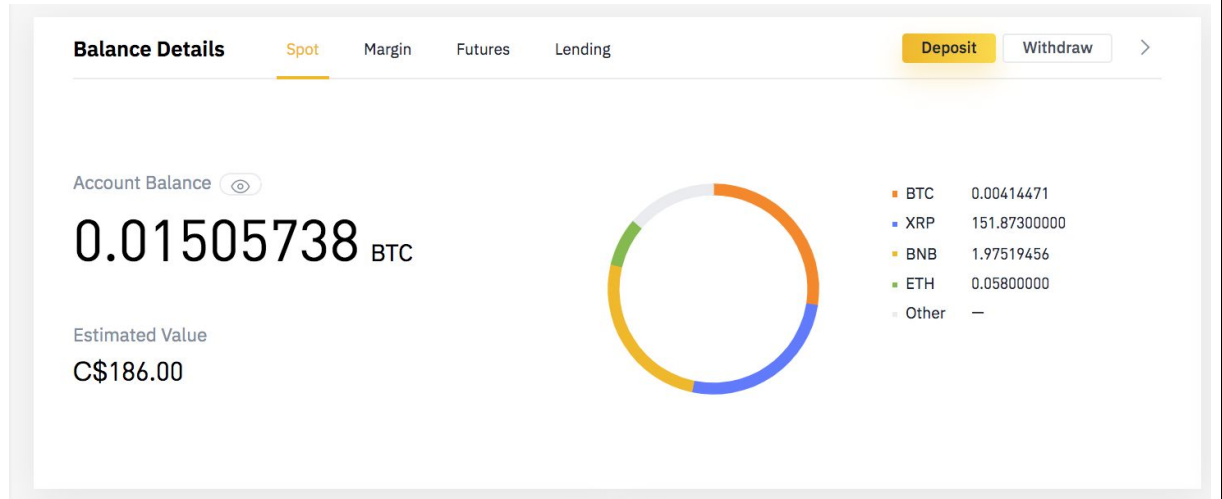 Balance Details Spot Margin Futures Lending Deposit Withdraw
Account Balance
0.01505738 BTC
Estimated Value
C$186.00
BTC 0.00414471
XRP 151.87300000
BNB 1.97519456
ETH 0.05800000
Other —